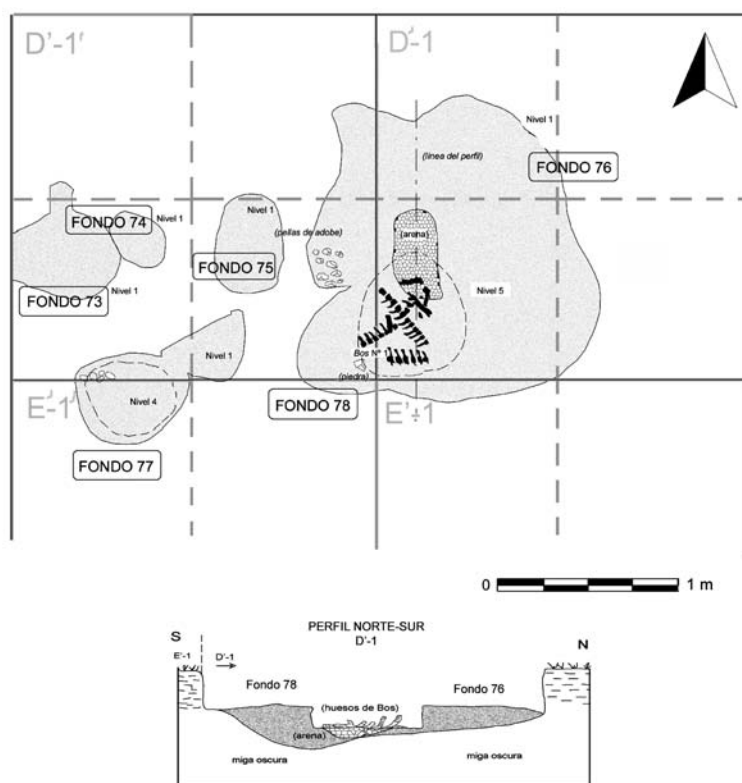 D'-1'
D'-1
Nivel 1
(línea del perfil)
FONDO 76
FONDO 74
Nivel 1
Nivel 1
(pellas de adobe)
(arena)
FONDO 75
FONDO 73
Nivel 1
Nivel 5
Nivel 1
Bos Nº 1
(piedra)
E'-1'
Nivel 4
FONDO 78
E'-1
FONDO 77
0
1 m
PERFIL NORTE-SUR
D'-1
S
N
E'-1
D'-1
Fondo 78
Fondo 76
(huesos de Bos)
(arena)
miga oscura
miga oscura